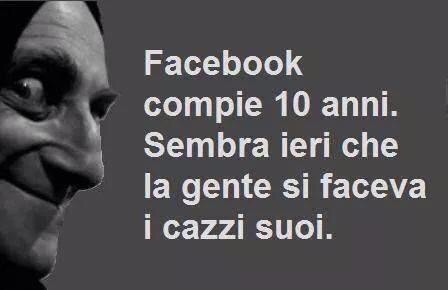 Facebook
compie 10 anni.
Sembra ieri che
la gente si faceva
i cazzi suoi.